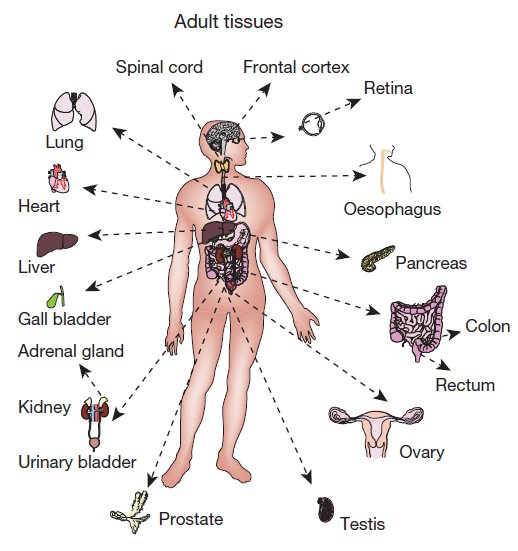 Adult tissues
Spinal cord
Frontal cortex
Retina
Lung
Heart
Oesophagus
Liver
Pancreas
Gall bladder
Colon
Adrenal gland
Rectum
Kidney
Ovary
Urinary bladder
Prostate
Testis